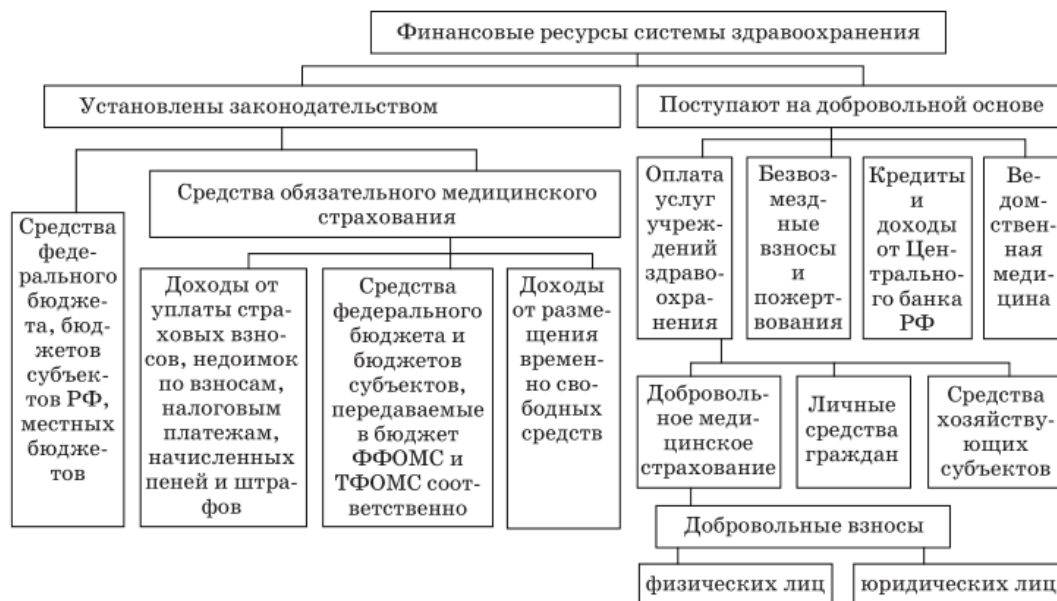 Финансовые ресурсы системы здравоохранения
Установлены законодательством
Поступают на добровольной основе
Средства
феде-
рального
бюдже-
та, бюд-
жетов
субъек-
тов РФ,
местных
бюдже-
тов
Средства обязательного медицинского
страхования
Доходы от
уплаты стра-
ховых взно-
сов, недоимок
по взносам,
налоговым
платежам,
начисленных
пеней и штра-
фов
Средства
федерального
бюджета и
бюджетов
субъектов,
передаваемые
в бюджет
ФФОМС и
ТФОМС соот-
ветственно
Доходы
от разме-
щения
времен-
но сво-
бодных
средств
Оплата
услуг
учреж-
дений
здраво-
охра-
нения
Безвоз-
мезд-
ные
взносы
и
пожерт-
вования
Кредиты
и
доходы
от Цен-
трально-
го банка
РФ
Ве-
дом-
ствен-
ная
меди-
цина
Доброволь-
ное меди-
цинское
страхование
Личные
средства
граждан
Средства
хозяйству-
ющих
субъектов
Добровольные взносы
физических лиц
юридических лиц